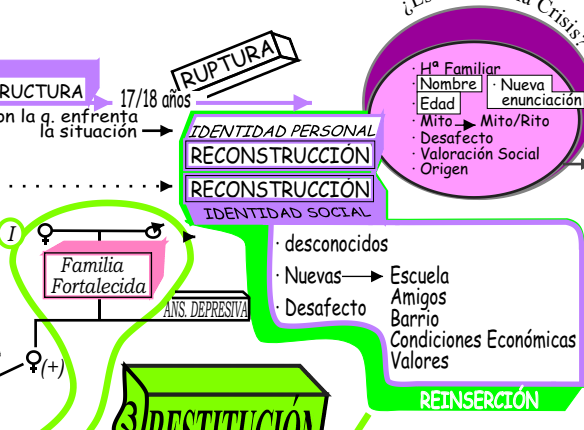 Crisis?
RUPTURA
RUCTURA
17/18 años
on la q. enfrenta
la situación
· Hª Familiar
· Nombre
· Nueva
enunciación
· Edad
· Mito → Mito/Rito
· Desafecto
· Valoración Social
· Origen
IDENTIDAD PERSONAL
RECONSTRUCCIÓN
RECONSTRUCCIÓN
IDENTIDAD SOCIAL
I
Familia
Fortalecida
ANS. DEPRESIVA
(+)
· desconocidos
· Nuevas → Escuela
Amigos
Barrio
Condiciones Económicas
Valores
· Desafecto
REINSERCIÓN
3 RESTITUCIÓN